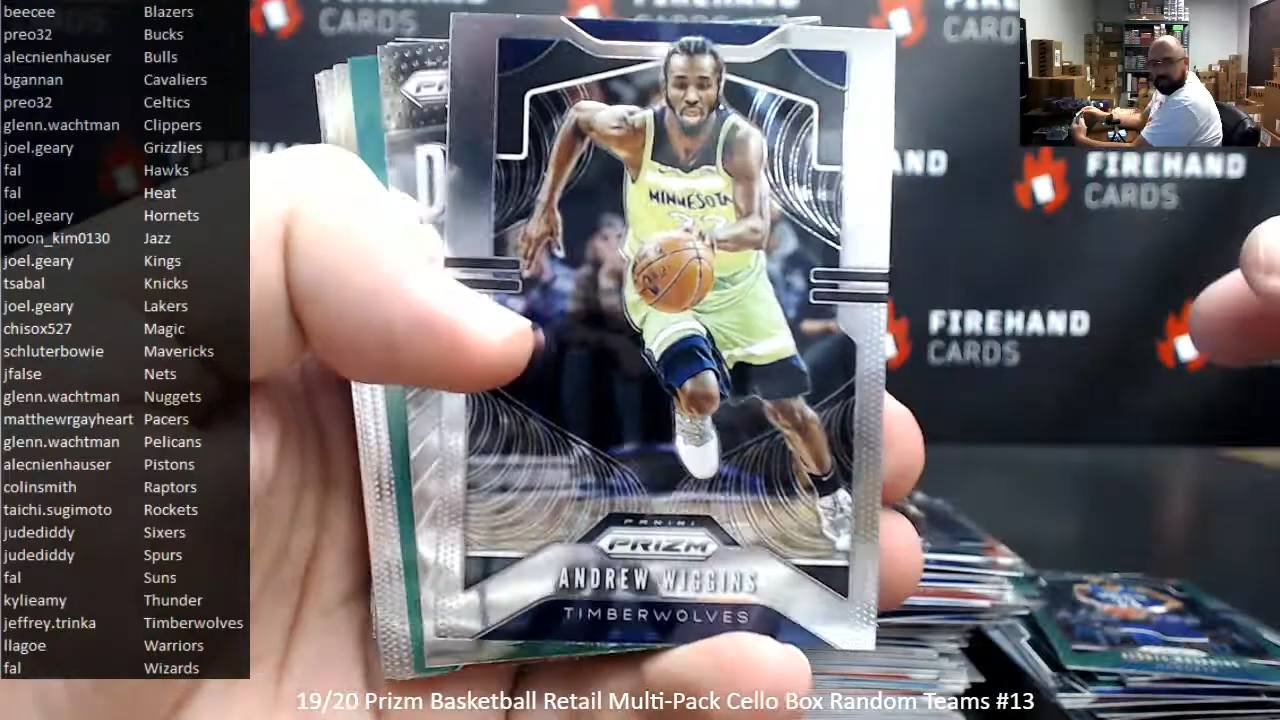 beecee Blazers
preo32 Bucks
alecnienhauser Bulls
bgannan Cavaliers
preo32 Celtics
glenn.wachtman Clippers
joel.geary Grizzlies
fal Hawks
fal Heat
joel.geary Hornets
moon_kim0130 Jazz
joel.geary Kings
tsabal Knicks
joel.geary Lakers
chisox527 Magic
schluterbowie Mavericks
jfalse Nets
glenn.wachtman Nuggets
matthewrgayheart Pacers
glenn.wachtman Pelicans
alecnienhauser Pistons
colinsmith Raptors
taichi.sugimoto Rockets
judediddy Sixers
judediddy Spurs
fal Suns
kylieamy Thunder
jeffrey.trinka Timberwolves
llagoe Warriors
fal Wizards
FIREHAND
CARDS
CARDS
CARD
AND
FIREHAND
CARDS
FIREHAND
CARDS
MINNESOTA
22
PANINI
PRIZM
ANDREW WIGGINS
TIMBERWOLVES
19/20 Prizm Basketball Retail Multi-Pack Cello Box Random Teams #13